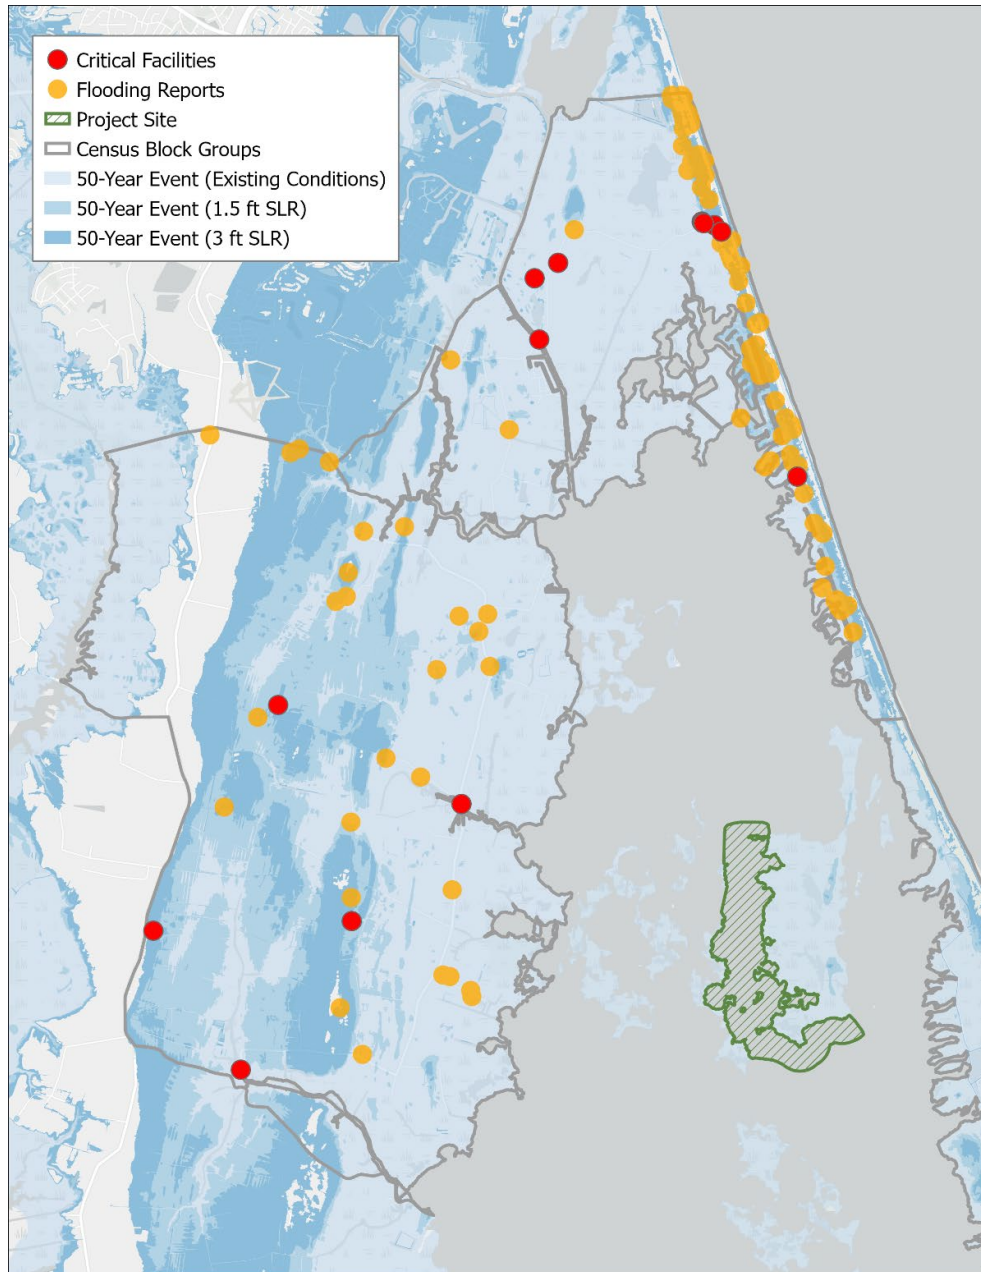 Critical Facilities
Flooding Reports
Project Site
Census Block Groups
50-Year Event (Existing Conditions)
50-Year Event (1.5 ft SLR)
50-Year Event (3 ft SLR)